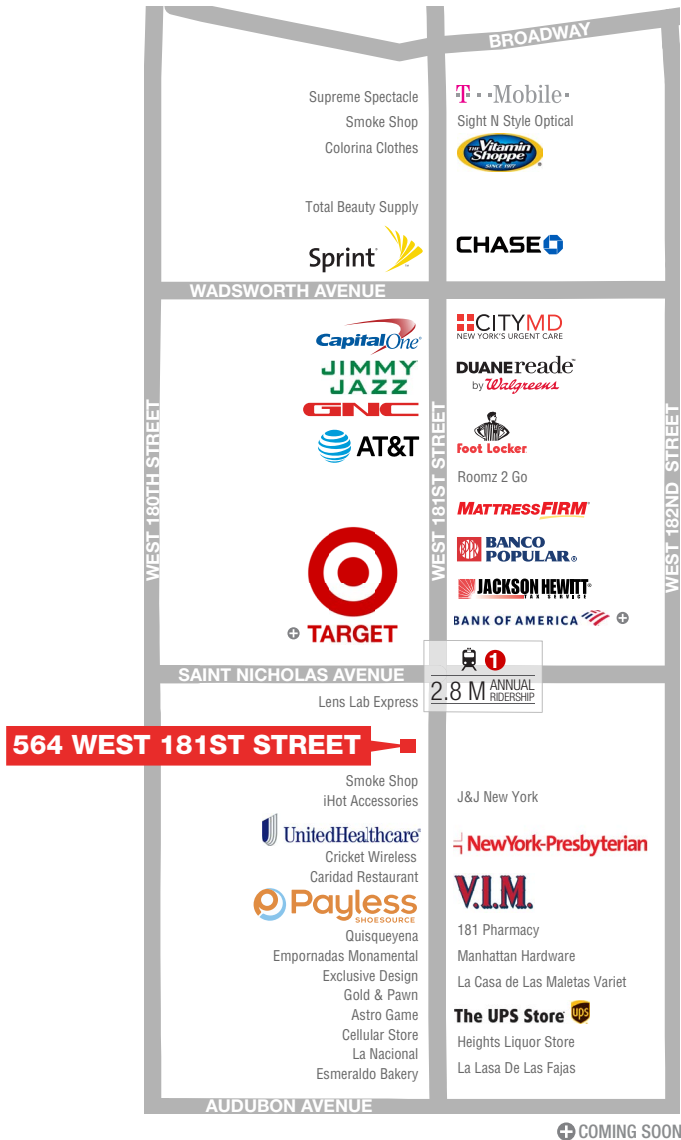 BROADWAY
Supreme Spectacle
Smoke Shop
Colorina Clothes
Total Beauty Supply
Sprint
T··Mobile·
Sight N Style Optical
THE Vitamin
Shoppe
SINCE 1977
CHASE
WADSWORTH AVENUE
Capital One®
JIMMY
JAZZ
GNC
AT&T
TARGET
CITYMD
NEW YORK'S URGENT CARE
DUANEreade™
by Walgreens
Foot Locker
Roomz 2 Go
MATTRESSFIRM
BANCO
POPULAR®
JACKSON HEWITT®
TAX SERVICE
BANK OF AMERICA
WEST 180TH STREET
WEST 181ST STREET
WEST 182ND STREET
SAINT NICHOLAS AVENUE
1
2.8 M ANNUAL
RIDERSHIP
Lens Lab Express
564 WEST 181ST STREET
Smoke Shop
iHot Accessories
UnitedHealthcare®
Cricket Wireless
Caridad Restaurant
Payless
SHOESOURCE
Quisqueyena
Empornadas Monamental
Exclusive Design
Gold & Pawn
Astro Game
Cellular Store
La Nacional
Esmeraldo Bakery
J&J New York
NewYork-Presbyterian
V.I.M.
181 Pharmacy
Manhattan Hardware
La Casa de Las Maletas Variet
The UPS Store ups
Heights Liquor Store
La Lasa De Las Fajas
AUDUBON AVENUE
COMING SOON